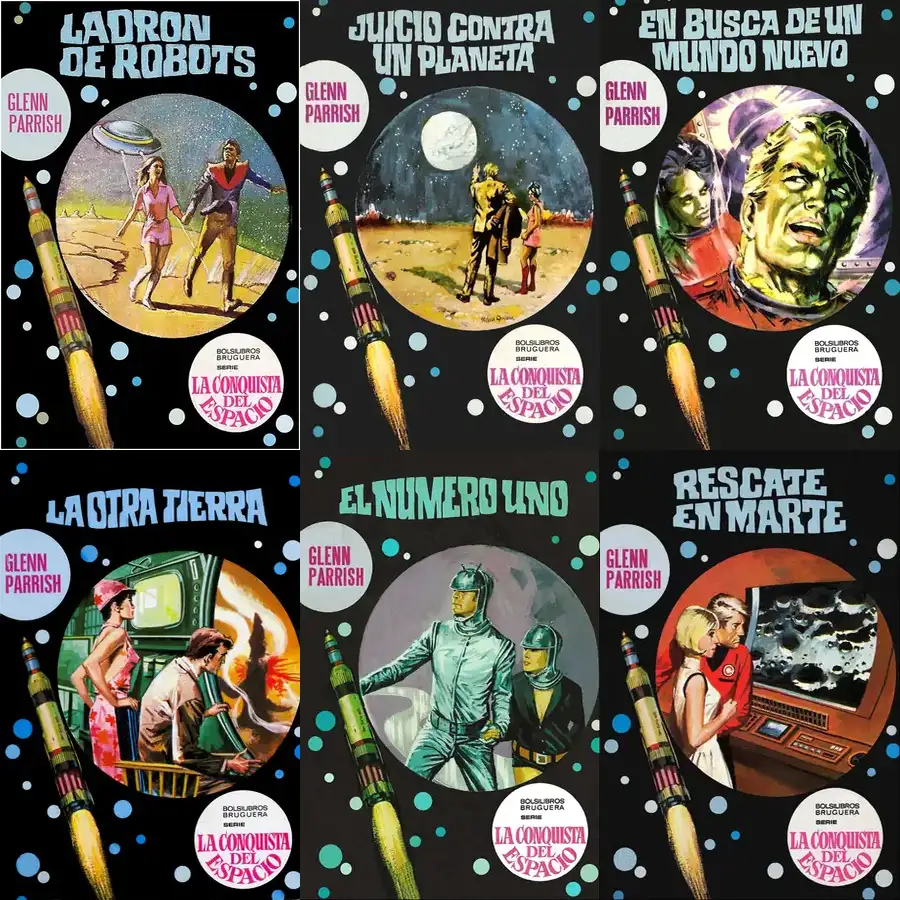 LADRON
DE ROBOTS
GLENN
PARRISH
BOLSILIBROS
BRUGUERA
SERIE
LA CONQUISTA
DEL
ESPACIO
JUICIO CONTRA
UN PLANETA
GLENN
PARRISH
BOLSILIBROS
BRUGUERA
SERIE
LA CONQUISTA
DEL
ESPACIO
EN BUSCA DE UN
MUNDO NUEVO
GLENN
PARRISH
BOLSILIBROS
BRUGUERA
SERIE
LA CONQUISTA
DEL
ESPACIO
LA OTRA TIERRA
GLENN
PARRISH
BOLSILIBROS
BRUGUERA
SERIE
LA CONQUISTA
DEL
ESPACIO
EL NUMERO UNO
GLENN
PARRISH
BOLSILIBROS
BRUGUERA
SERIE
LA CONQUISTA
DEL
ESPACIO
RESCATE
EN MARTE
GLENN
PARRISH
BOLSILIBROS
BRUGUERA
SERIE
LA CONQUISTA
DEL
ESPACIO